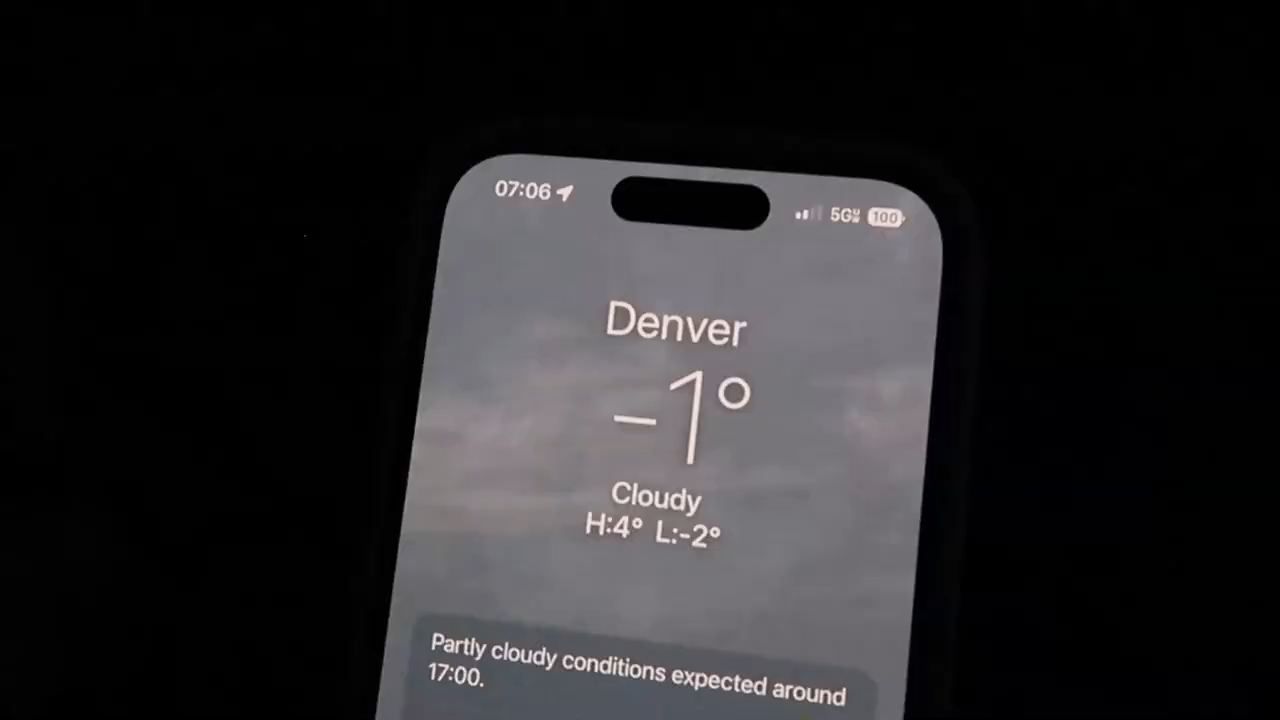 07:06
5G 100
Denver
-1°
Cloudy
H:4° L:-2°
Partly cloudy conditions expected around
17:00.